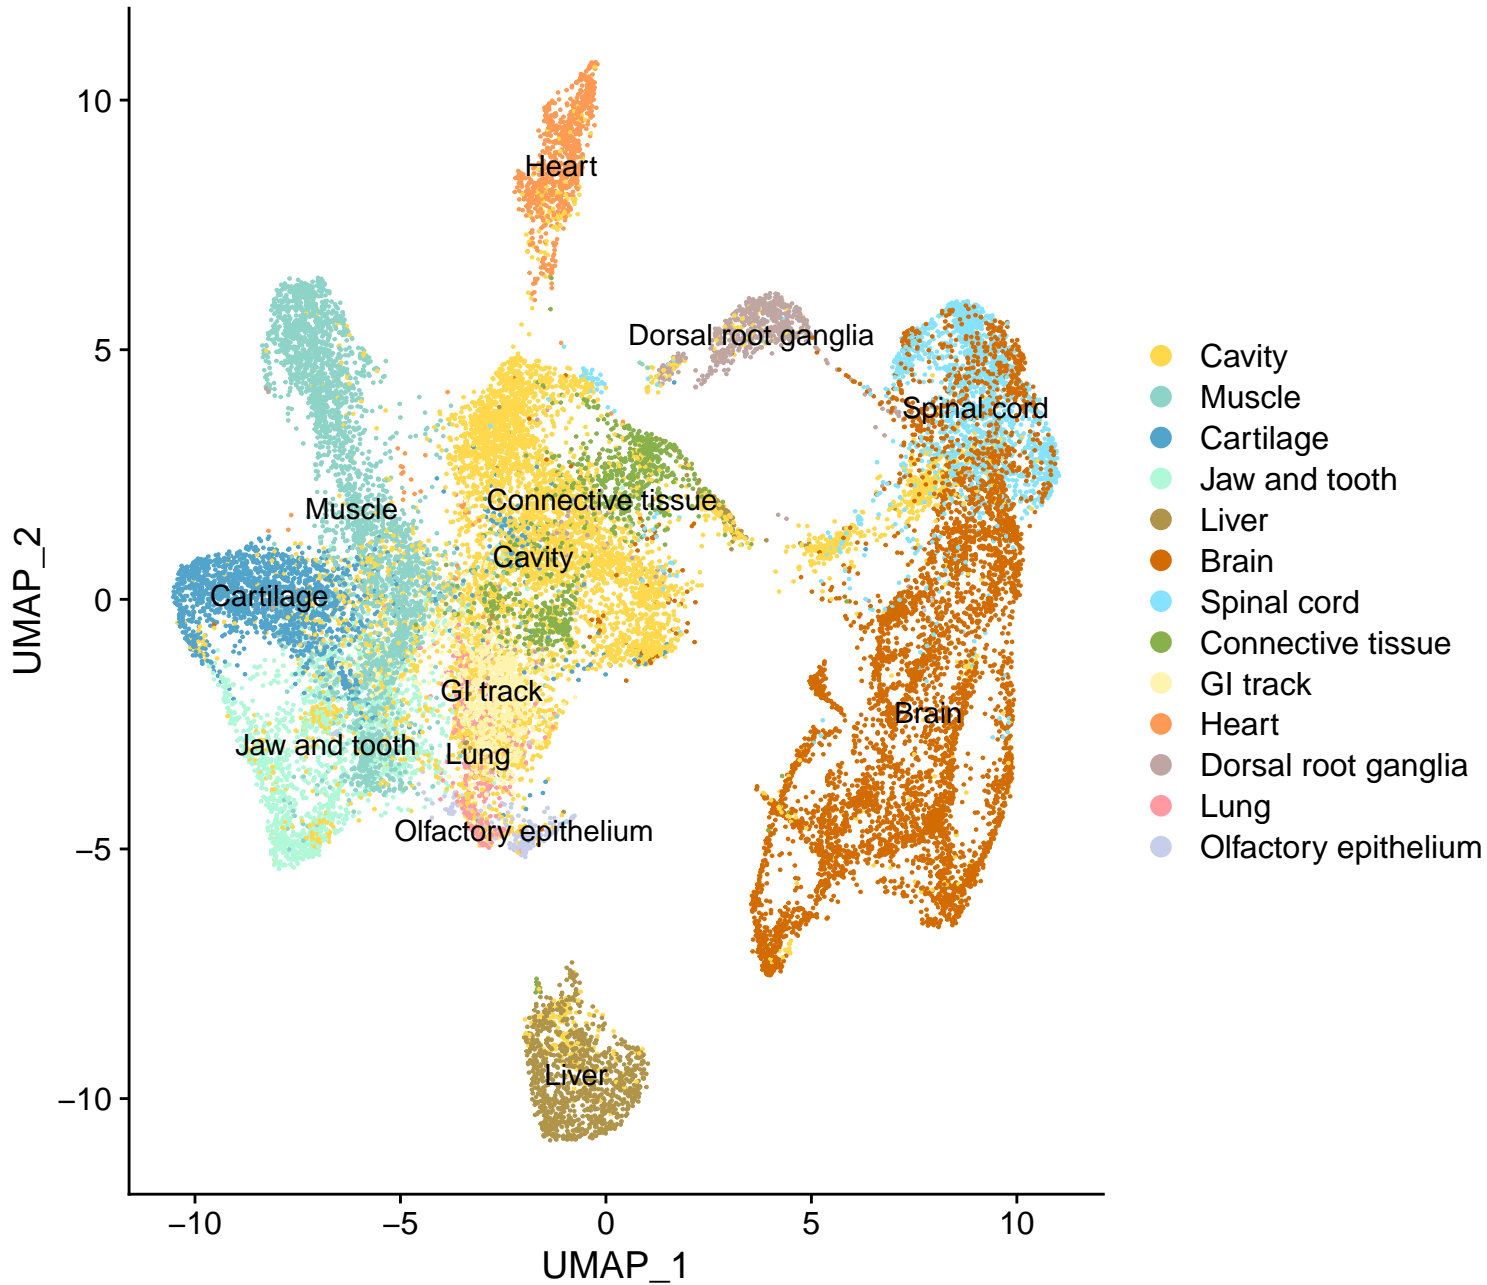 10
5
0
−5
−10
UMAP_2
−10
−5
0
5
10
UMAP_1
Heart
Dorsal root ganglia
Spinal cord
Muscle
Connective tissue
Cavity
Cartilage
GI track
Brain
Jaw and tooth
Lung
Olfactory epithelium
Liver
Cavity
Muscle
Cartilage
Jaw and tooth
Liver
Brain
Spinal cord
Connective tissue
GI track
Heart
Dorsal root ganglia
Lung
Olfactory epithelium